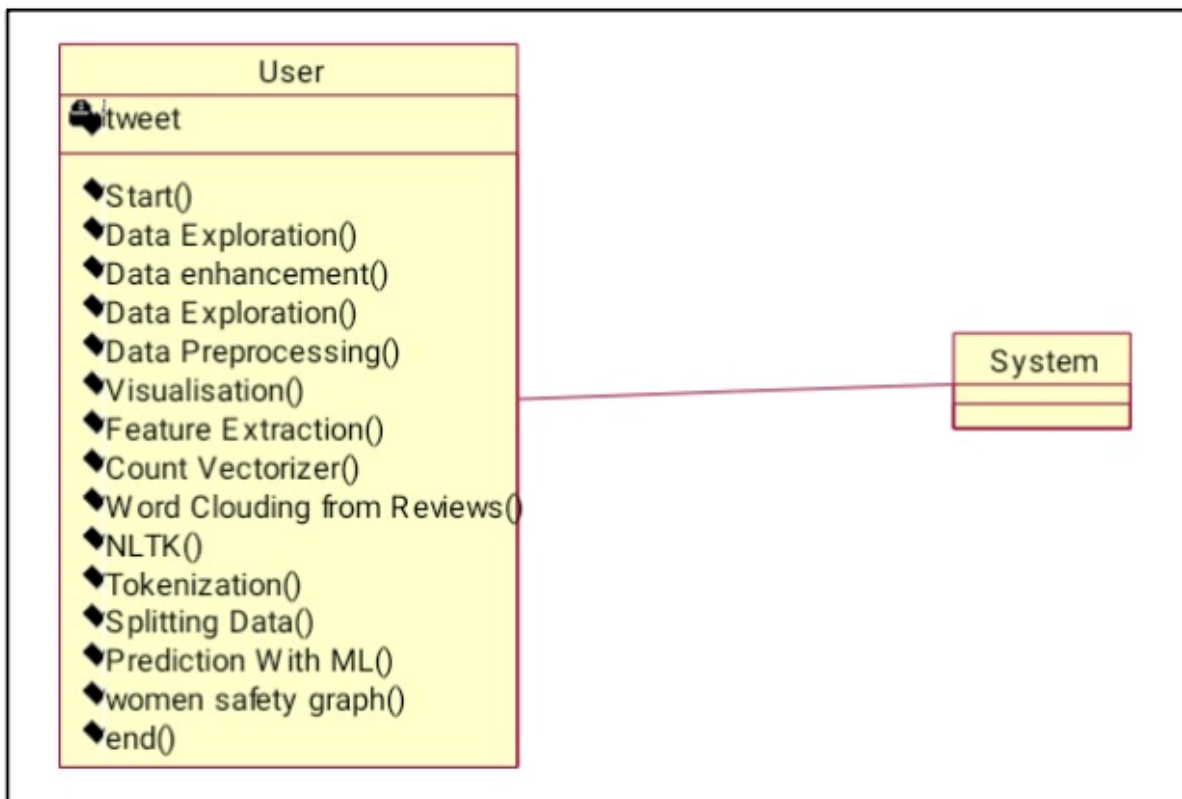 User
tweet
Start()
Data Exploration()
Data enhancement()
Data Exploration()
Data Preprocessing()
Visualisation()
Feature Extraction()
Count Vectorizer()
Word Clouding from Reviews()
NLTK()
Tokenization()
Splitting Data()
Prediction With ML()
women safety graph()
end()
System